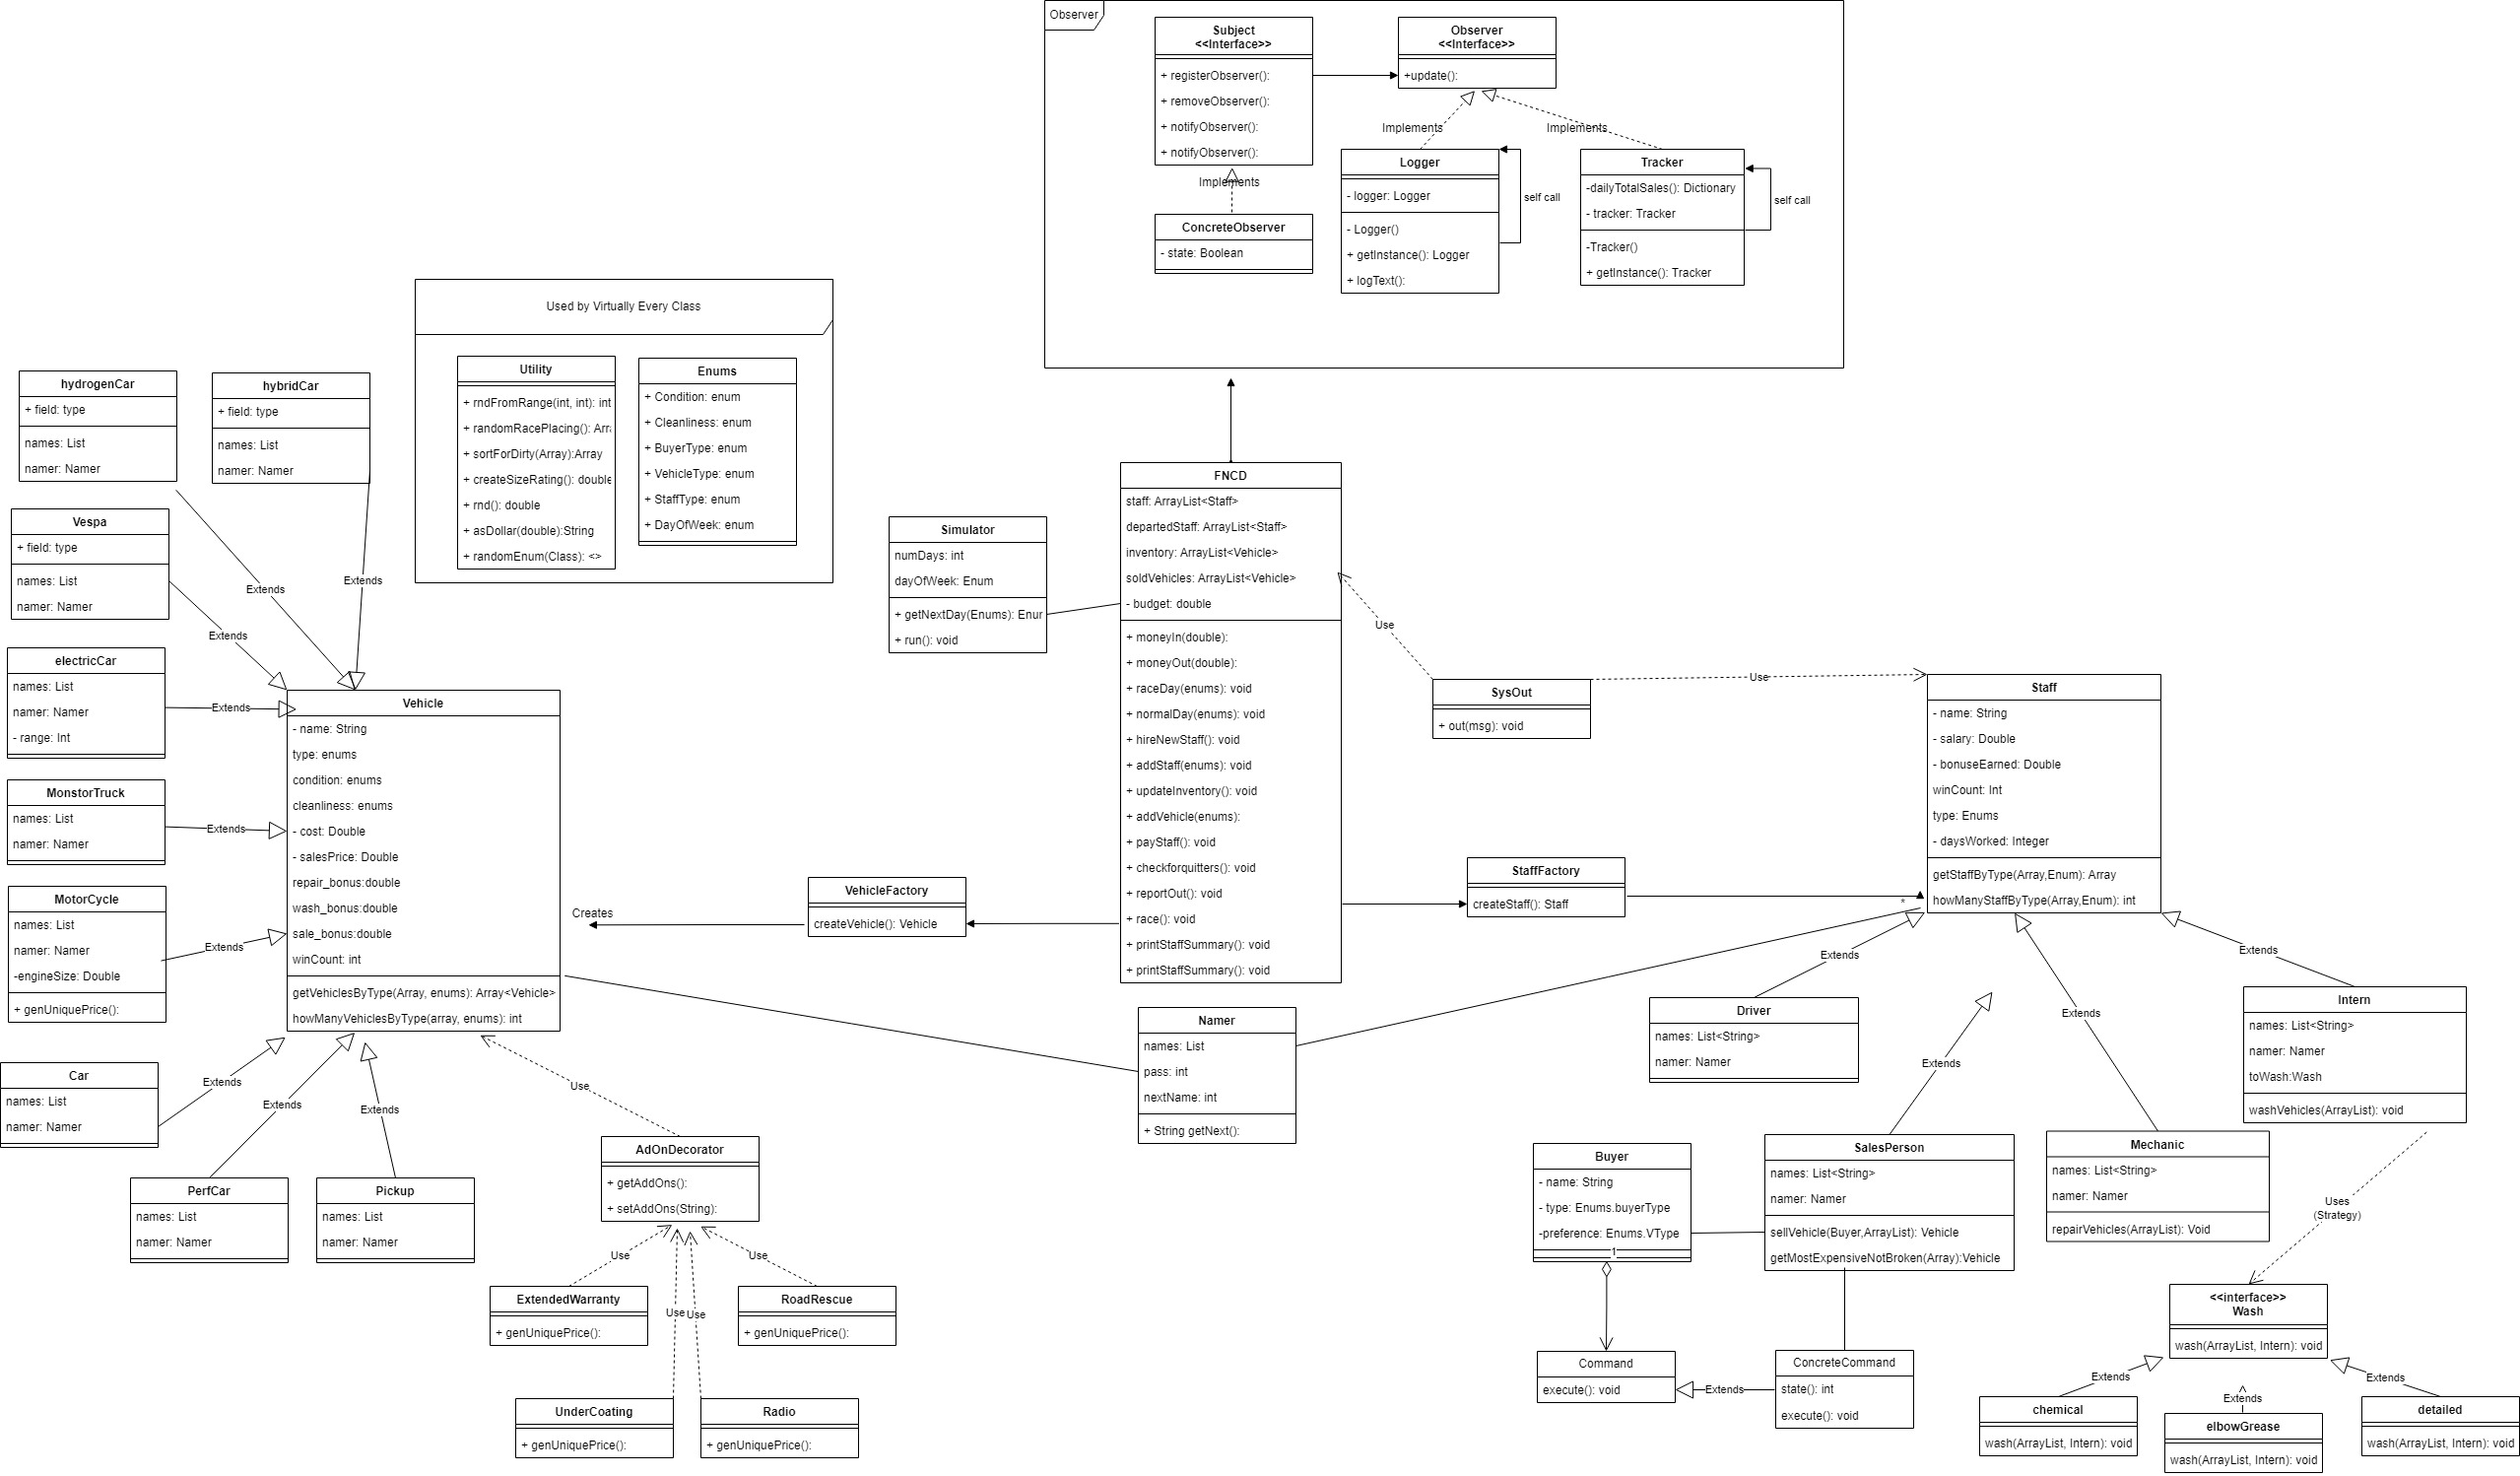 Observer
Subject
<<Interface>>
+ registerObserver():
+ removeObserver():
+ notifyObserver():
+ notifyObserver():
Observer
<<Interface>>
+update():
Implements
Implements
Implements
ConcreteObserver
- state: Boolean
Logger
- logger: Logger
- Logger()
+ getInstance(): Logger
+ logText():
self call
Tracker
-dailyTotalSales(): Dictionary
- tracker: Tracker
-Tracker()
+ getInstance(): Tracker
self call
Used by Virtually Every Class
Utility
+ rndFromRange(int, int): int
+ randomRacePlacing(): Arr
+ sortForDirty(Array):Array
+ createSizeRating(): double
+ rnd(): double
+ asDollar(double):String
+ randomEnum(Class): <>
Enums
+ Condition: enum
+ Cleanliness: enum
+ BuyerType: enum
+ VehicleType: enum
+ StaffType: enum
+ DayOfWeek: enum
hydrogenCar
+ field: type
names: List
namer: Namer
hybridCar
+ field: type
names: List
namer: Namer
Vespa
+ field: type
names: List
namer: Namer
Extends
Extends
Extends
electricCar
names: List
namer: Namer
- range: Int
Extends
MonstorTruck
names: List
namer: Namer
Extends
MotorCycle
names: List
namer: Namer
-engineSize: Double
+ genUniquePrice():
Extends
Car
names: List
namer: Namer
Extends
PerfCar
names: List
namer: Namer
Extends
Pickup
names: List
namer: Namer
Extends
Vehicle
- name: String
type: enums
condition: enums
cleanliness: enums
- cost: Double
- salesPrice: Double
repair_bonus:double
wash_bonus:double
sale_bonus:double
winCount: int
getVehiclesByType(Array, enums): Array<Vehicle>
howManyVehiclesByType(array, enums): int
Use
AdOnDecorator
+ getAddOns():
+ setAddOns(String):
Use
Use
Use
Use
ExtendedWarranty
+ genUniquePrice():
RoadRescue
+ genUniquePrice():
UnderCoating
+ genUniquePrice():
Radio
+ genUniquePrice():
Creates
VehicleFactory
createVehicle(): Vehicle
Simulator
numDays: int
dayOfWeek: Enum
+ getNextDay(Enums): Enur
+ run(): void
FNCD
staff: ArrayList<Staff>
departedStaff: ArrayList<Staff>
inventory: ArrayList<Vehicle>
soldVehicles: ArrayList<Vehicle>
- budget: double
+ moneyIn(double):
+ moneyOut(double):
+ raceDay(enums): void
+ normalDay(enums): void
+ hireNewStaff(): void
+ addStaff(enums): void
+ updateInventory(): void
+ addVehicle(enums):
+ payStaff(): void
+ checkforquitters(): void
+ reportOut(): void
+ race(): void
+ printStaffSummary(): void
+ printStaffSummary(): void
Use
SysOut
+ out(msg): void
Use
StaffFactory
createStaff(): Staff
*
Namer
names: List
pass: int
nextName: int
+ String getNext():
Staff
- name: String
- salary: Double
- bonuseEarned: Double
winCount: Int
type: Enums
- daysWorked: Integer
getStaffByType(Array,Enum): Array
howManyStaffByType(Array,Enum): int
Extends
Extends
Extends
Extends
Driver
names: List<String>
namer: Namer
Intern
names: List<String>
namer: Namer
toWash:Wash
washVehicles(ArrayList): void
SalesPerson
names: List<String>
namer: Namer
sellVehicle(Buyer,ArrayList): Vehicle
getMostExpensiveNotBroken(Array):Vehicle
Mechanic
names: List<String>
namer: Namer
repairVehicles(ArrayList): Void
Buyer
- name: String
- type: Enums.buyerType
-preference: Enums.VType
1
Command
execute(): void
Extends
ConcreteCommand
state(): int
execute(): void
Uses
(Strategy)
<<interface>>
Wash
wash(ArrayList, Intern): void
Extends
Extends
Extends
chemical
wash(ArrayList, Intern): void
elbowGrease
wash(ArrayList, Intern): void
detailed
wash(ArrayList, Intern): void